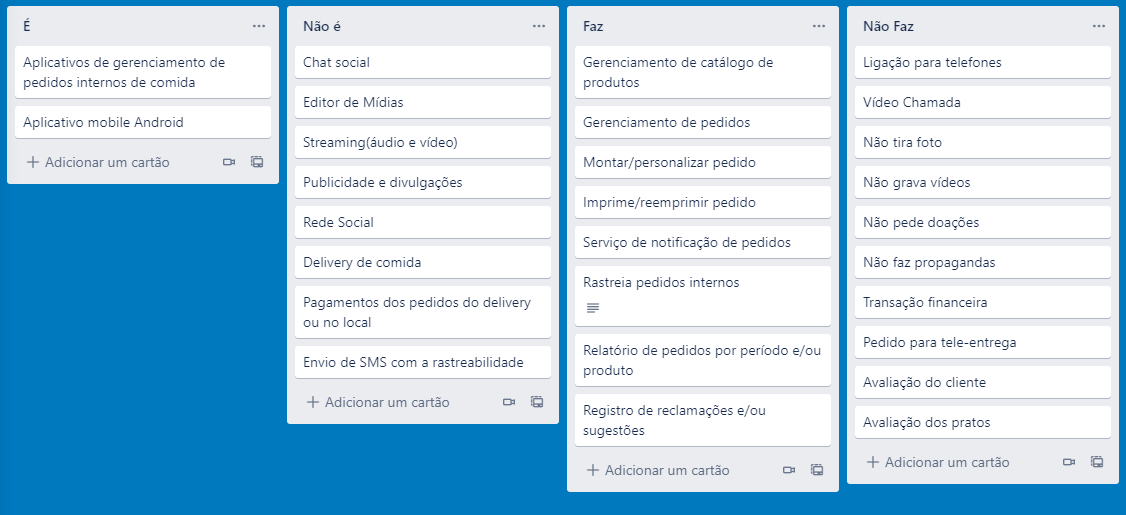 É
Aplicativos de gerenciamento de
pedidos internos de comida
Aplicativo mobile Android
Adicionar um cartão
Não é
Chat social
Editor de Mídias
Streaming(áudio e vídeo)
Publicidade e divulgações
Rede Social
Delivery de comida
Pagamentos dos pedidos do delivery
ou no local
Envio de SMS com a rastreabilidade
Adicionar um cartão
Faz
Gerenciamento de catálogo de
produtos
Gerenciamento de pedidos
Montar/personalizar pedido
Imprime/reemprimir pedido
Serviço de notificação de pedidos
Rastreia pedidos internos
Relatório de pedidos por período e/ou
produto
Registro de reclamações e/ou
sugestões
Adicionar um cartão
Não Faz
Ligação para telefones
Vídeo Chamada
Não tira foto
Não grava vídeos
Não pede doações
Não faz propagandas
Transação financeira
Pedido para tele-entrega
Avaliação do cliente
Avaliação dos pratos
Adicionar um cartão